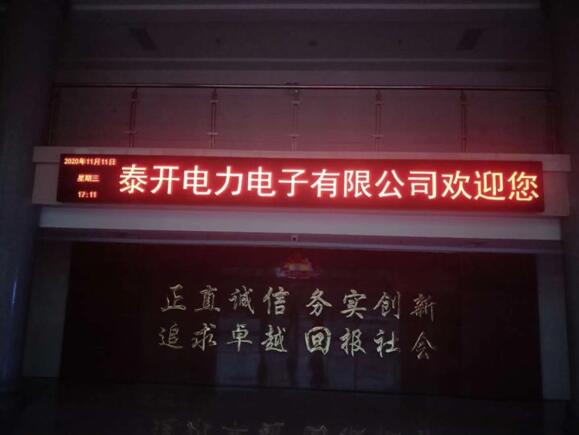 2020年11月11日
星期三
17:11
泰开电力电子有限公司欢迎您
正直诚信 务实创新
追求卓越 回报社会